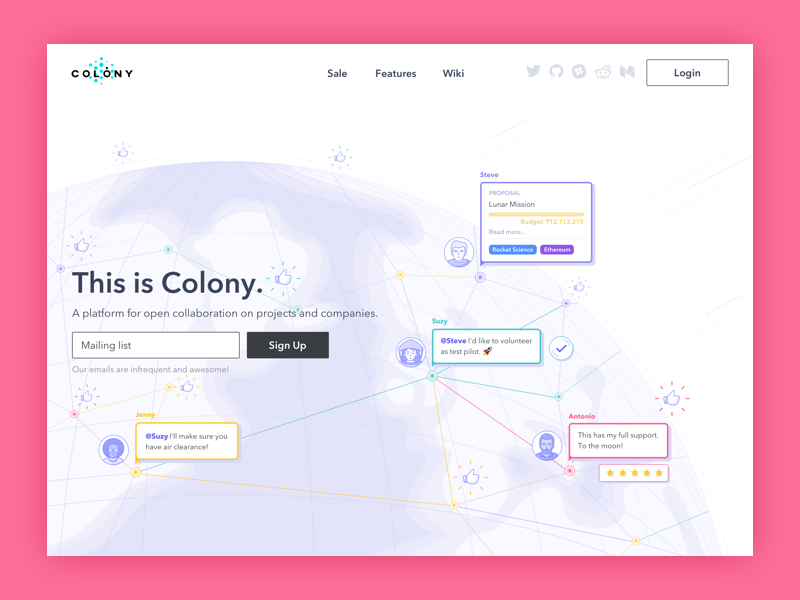 COLONY
Sale
Features
Wiki
Login
Steve
PROPOSAL
Lunar Mission
Budget: ₸12,113.215
Read more...
Rocket Science
Ethereum
This is Colony.
A platform for open collaboration on projects and companies.
Mailing list
Sign Up
Our emails are infrequent and awesome!
Suzy
@Steve I'd like to volunteer
as test pilot. 🚀
Jenny
@Suzy I'll make sure you
have air clearance!
Antonio
This has my full support.
To the moon!